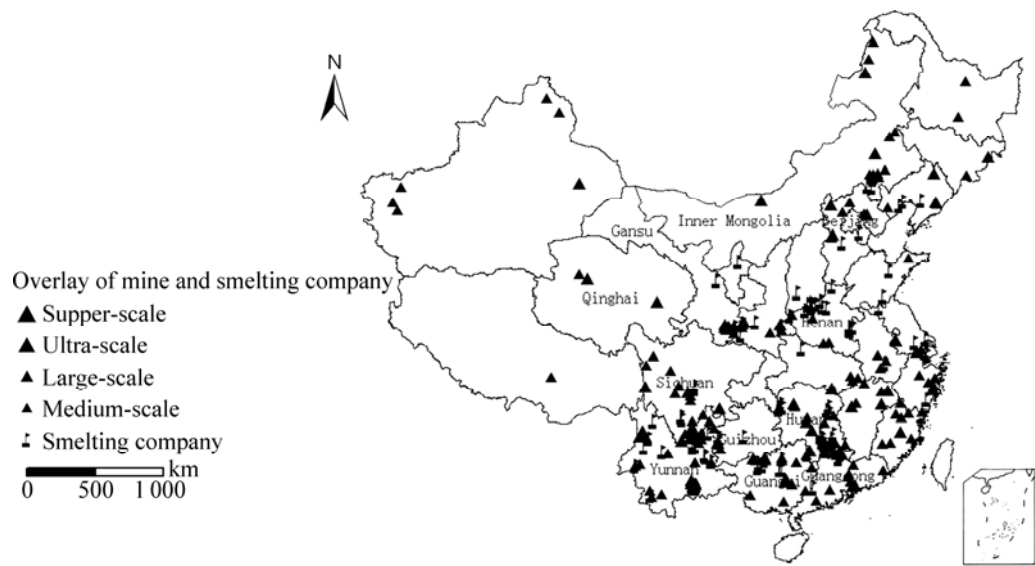 N
Inner Mongolia
Gansu
Beijing
Overlay of mine and smelting company
Qinghai
Supper-scale
Henan
Ultra-scale
Large-scale
Sichuan
Medium-scale
Hunan
Smelting company
Guizhou
km
Yunnan
Guangxi
Guangdong
0 500 1 000